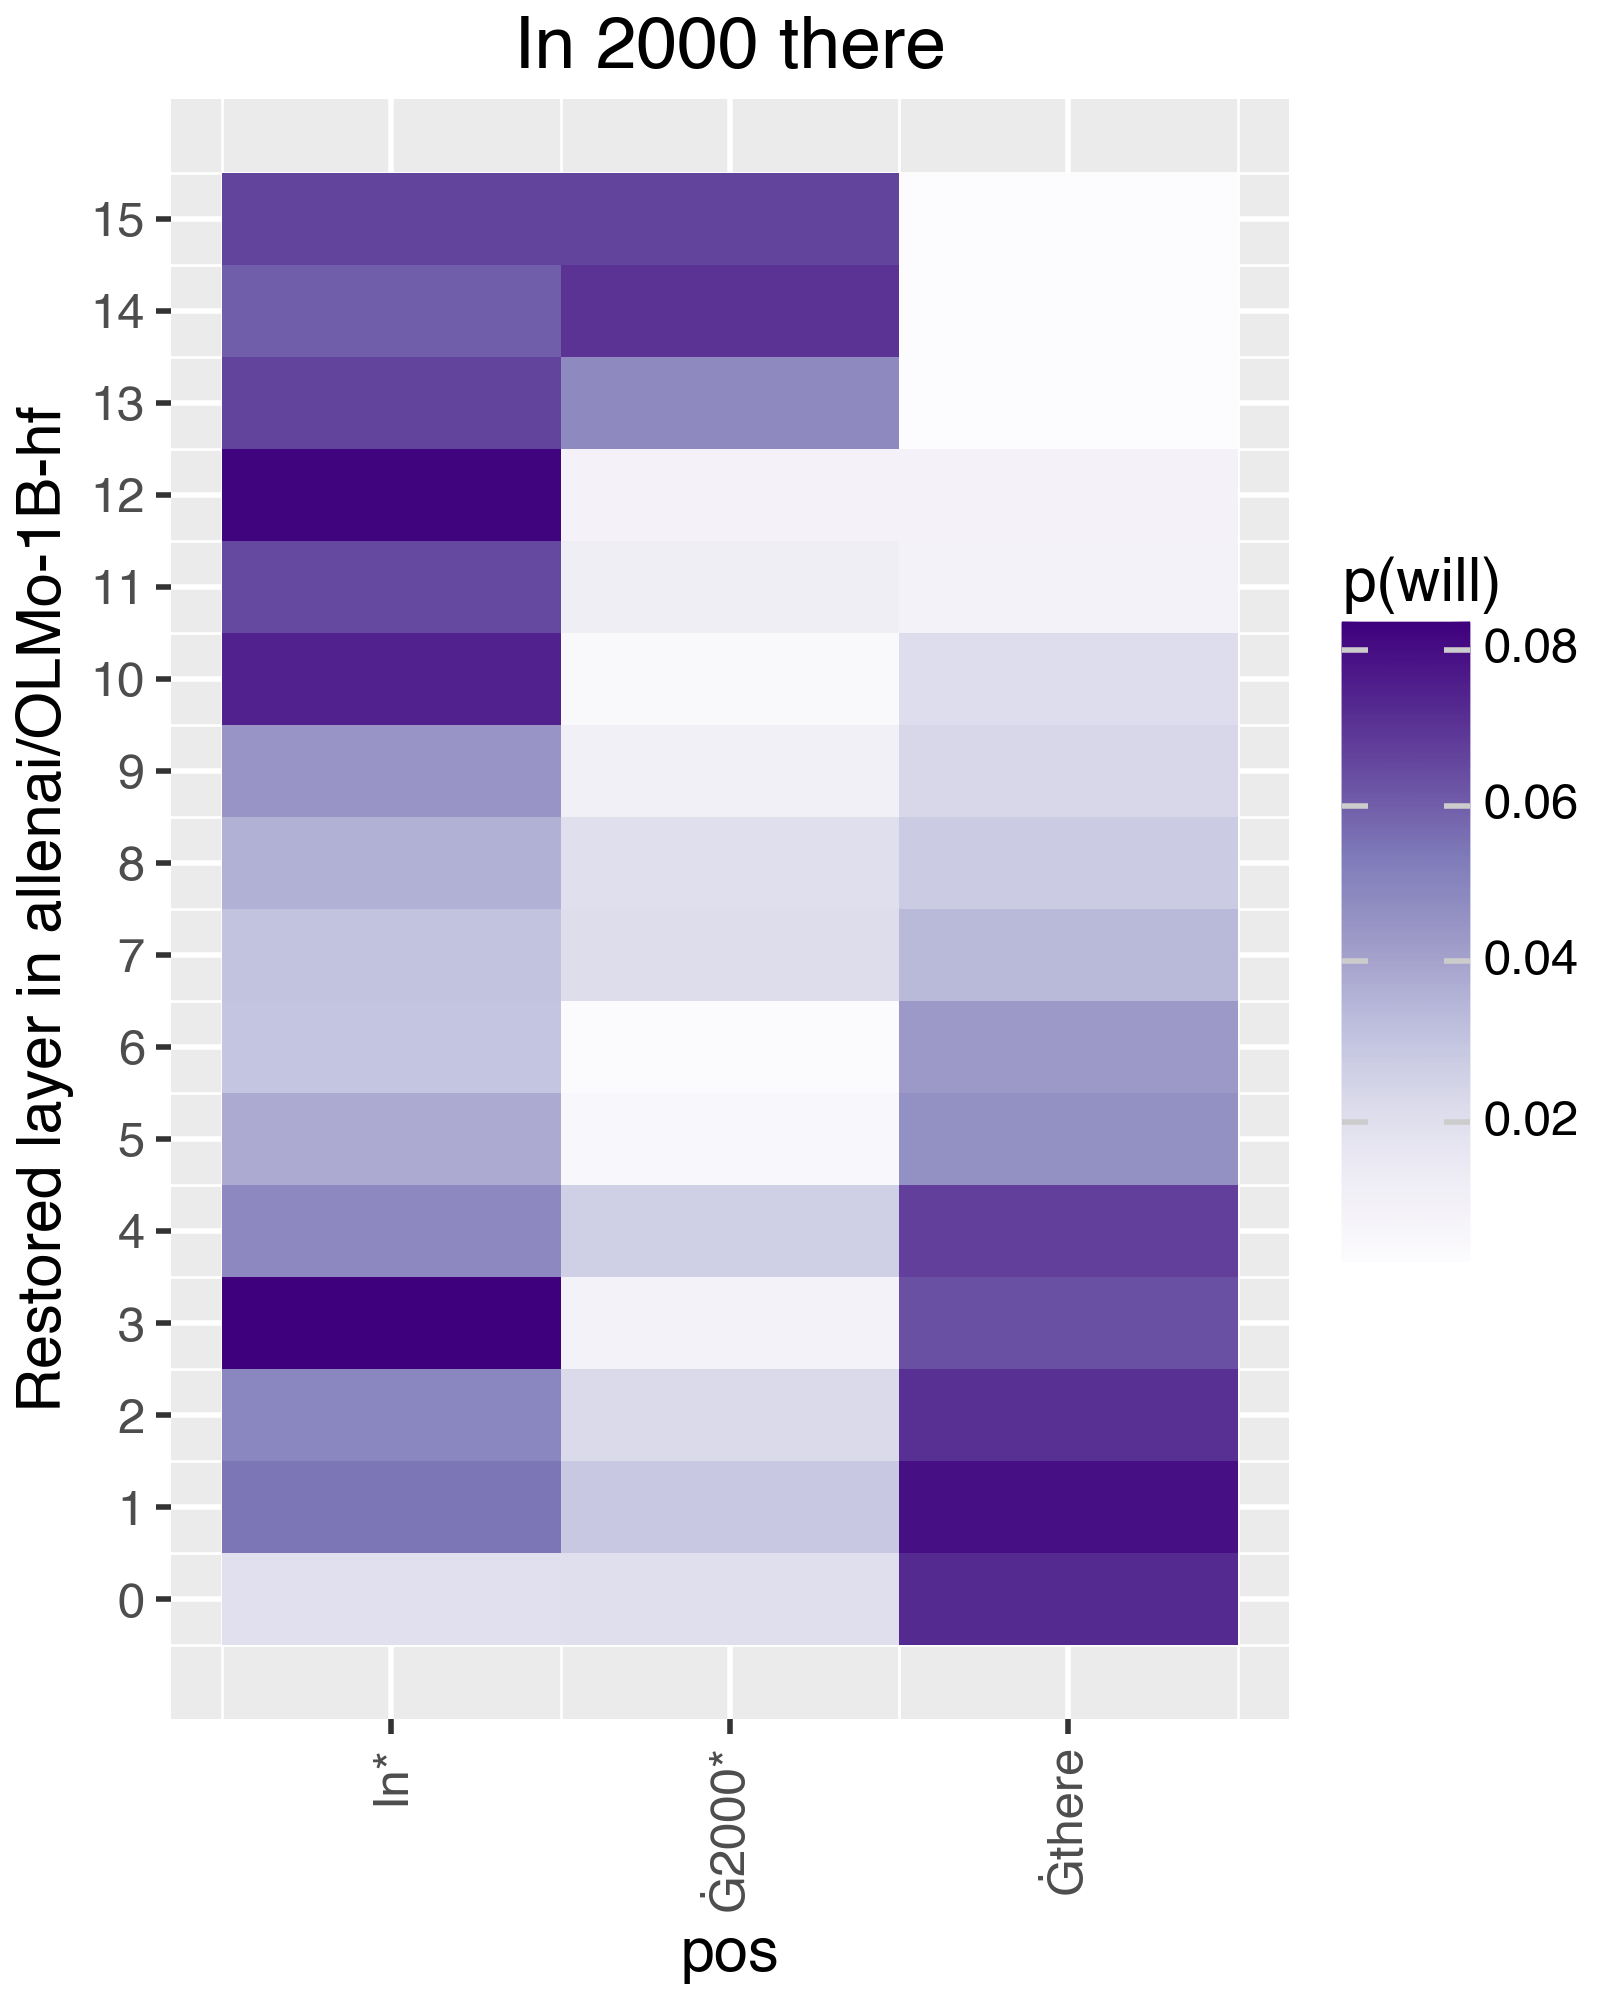 In 2000 there
Restored layer in allenai/OLMo-1B-hf
15
14
13
12
11
10
9
8
7
6
5
4
3
2
1
0
In*
Ġ2000*
Ġthere
pos
p(will)
0.08
0.06
0.04
0.02